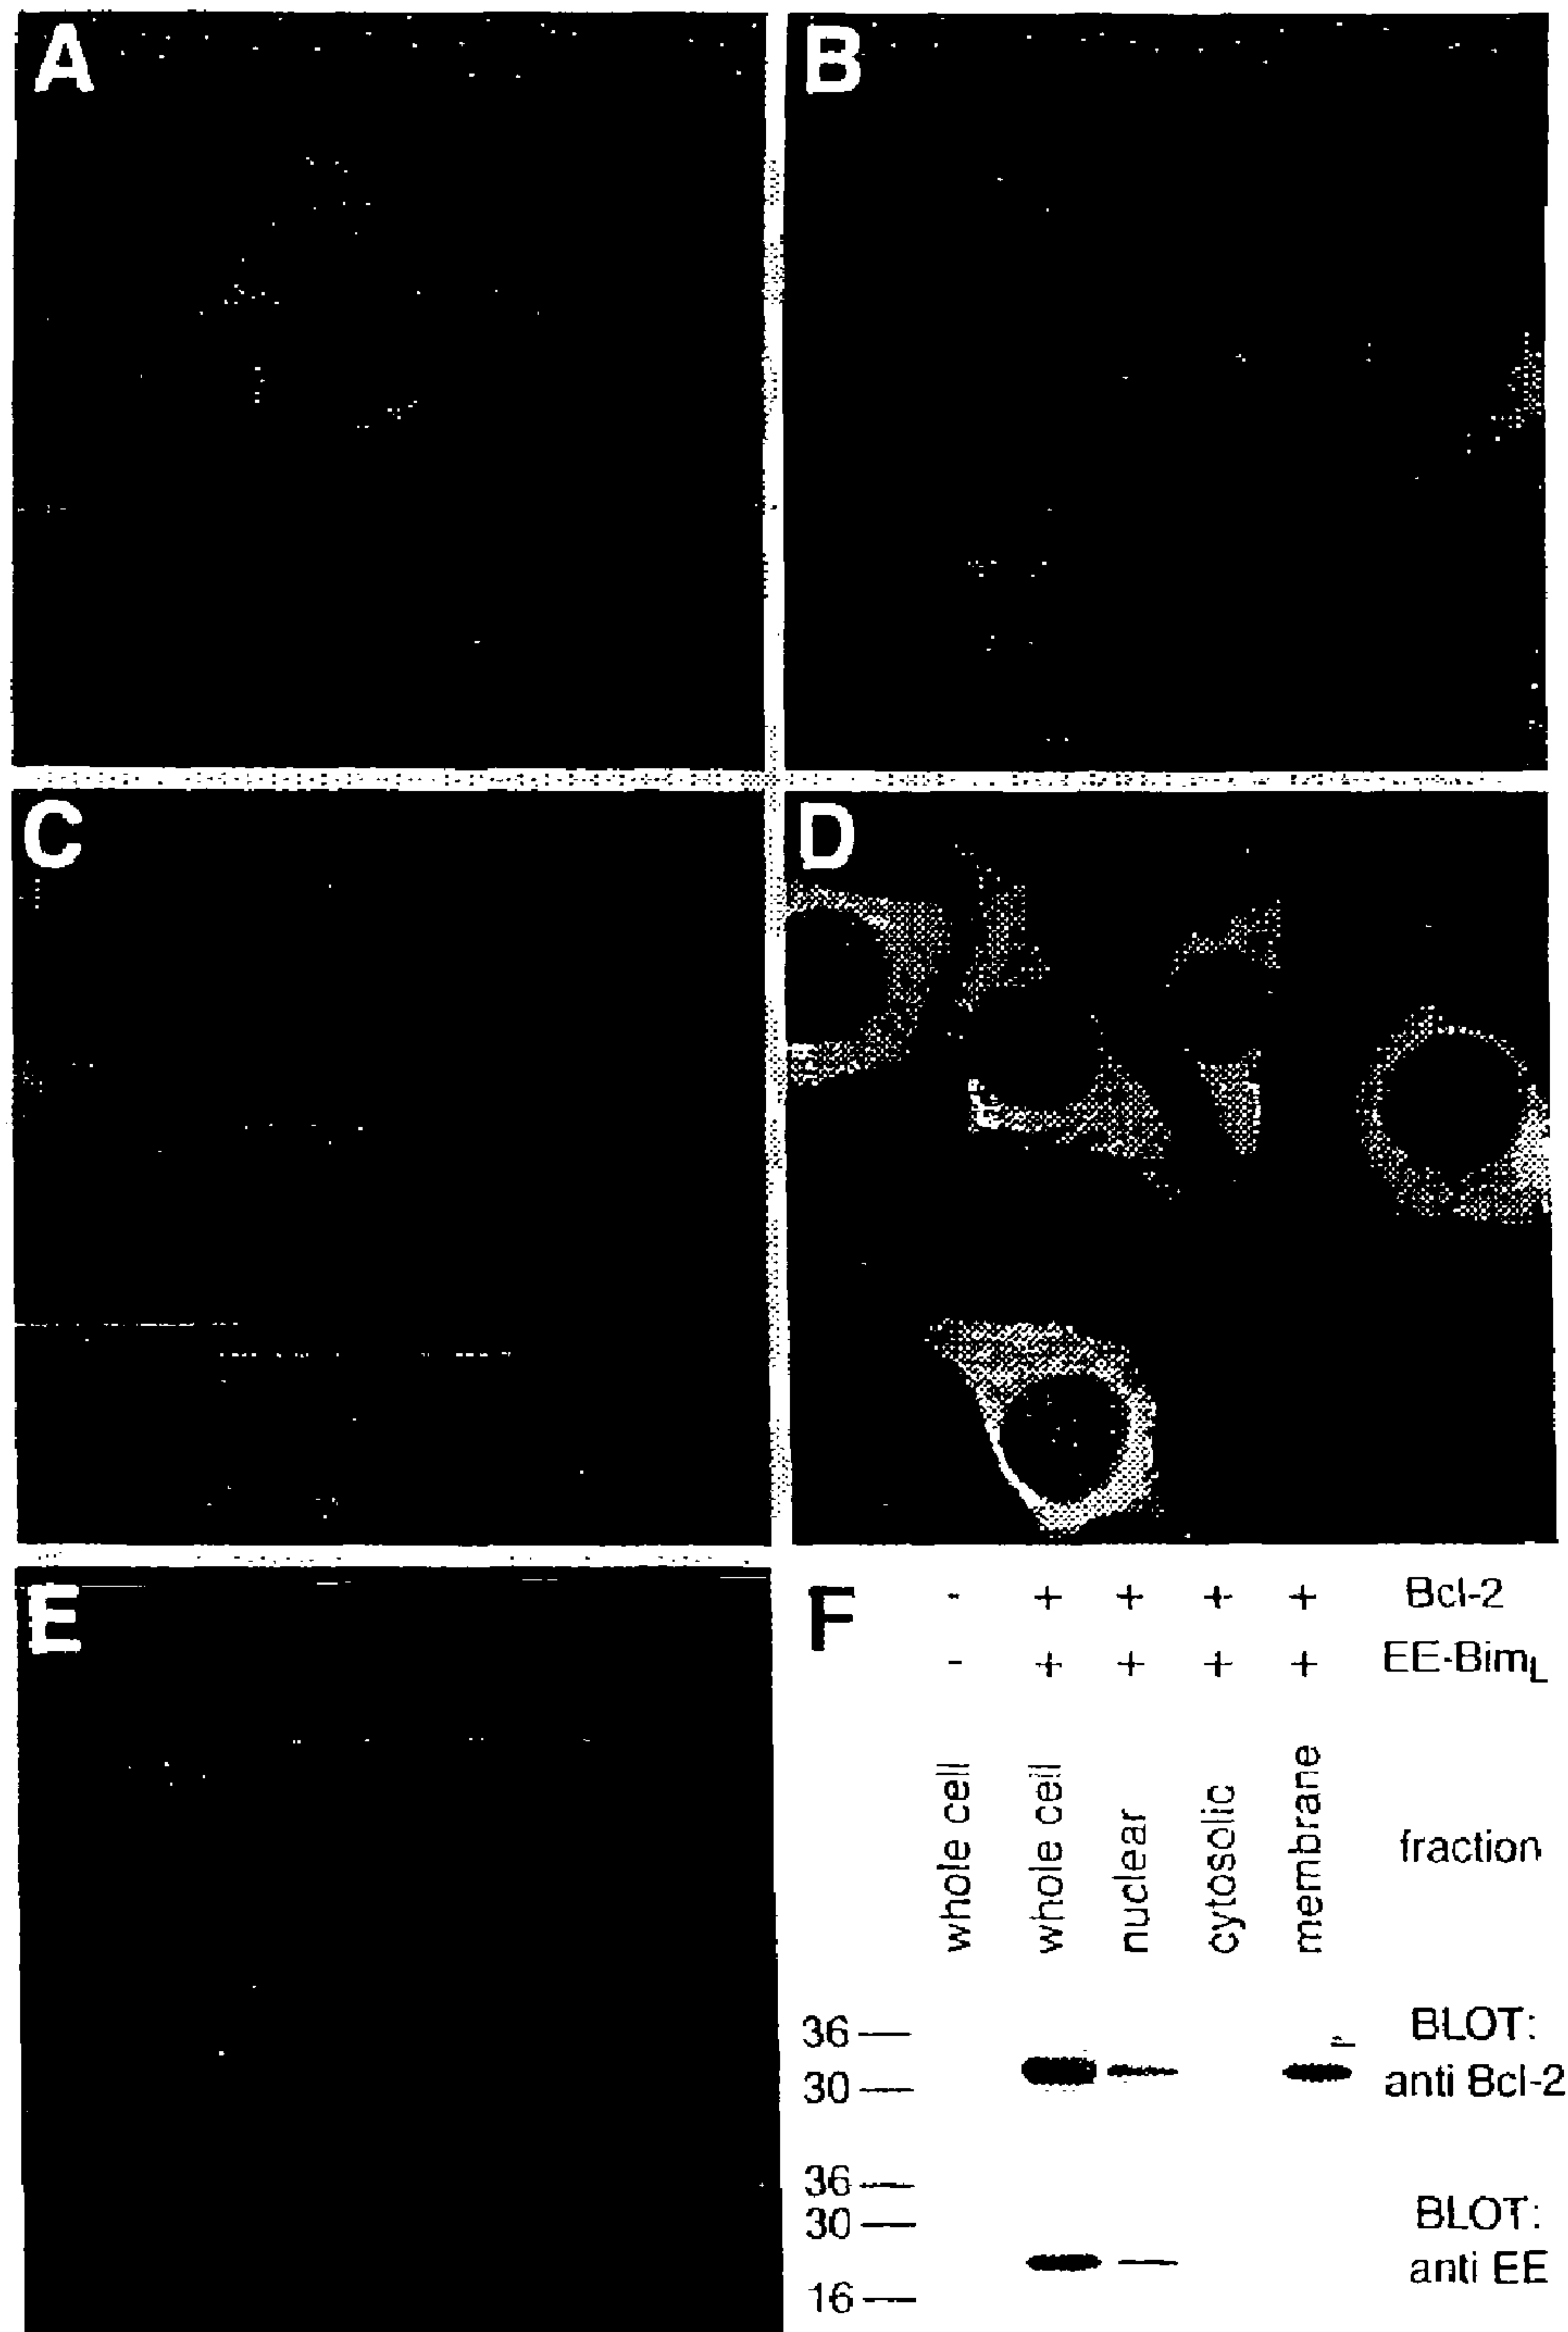 A
B
C
D
E
F
- + + + + Bcl-2
- + + + + EE-BimL
whole cell
whole cell
nuclear
cytosolic
membrane
fraction
36
30
BLOT:
anti Bcl-2
36
30
16
BLOT:
anti EE